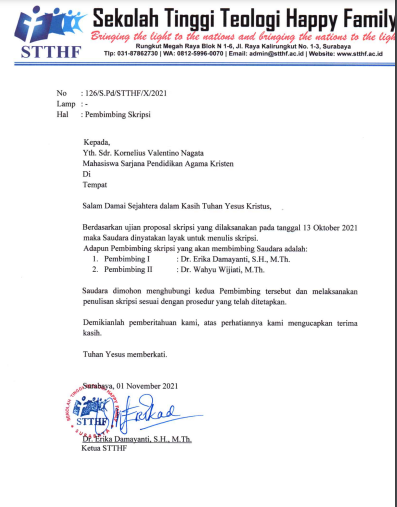 Sekolah Tinggi Teologi Happy Family
Bringing the light to the nations and bringing the nations to the ligh
Rungkut Megah Raya Blok N 1-6, Jl. Raya Kalirungkut No. 1-3, Surabaya
STTHF
Tlp: 031-87862730 | WA: 0812-5996-0070 | Email: admin@stthf.ac.id | Website: www.stthf.ac.id
No : 126/S.Pd/STTHF/X/2021
Lamp : -
Hal : Pembimbing Skripsi
Kepada,
Yth. Sdr. Kornelius Valentino Nagata
Mahasiswa Sarjana Pendidikan Agama Kristen
Di
Tempat
Salam Damai Sejahtera dalam Kasih Tuhan Yesus Kristus,
Berdasarkan ujian proposal skripsi yang dilaksanakan pada tanggal 13 Oktober 2021
maka Saudara dinyatakan layak untuk menulis skripsi.
Adapun Pembimbing skripsi yang akan membimbing Saudara adalah:
1. Pembimbing I : Dr. Erika Damayanti, S.H., M.Th.
2. Pembimbing II : Dr. Wahyu Wijiati, M.Th.
Saudara dimohon menghubungi kedua Pembimbing tersebut dan melaksanakan
penulisan skripsi sesuai dengan prosedur yang telah ditetapkan.
Demikianlah pemberitahuan kami, atas perhatiannya kami mengucapkan terima
kasih.
Tuhan Yesus memberkati.
Surabaya, 01 November 2021
SEKOLAH TINGGI HAPPY FAMILY
STTHF
SURABAYA
Dr. Erika Damayanti, S.H., M.Th.
Ketua STTHF